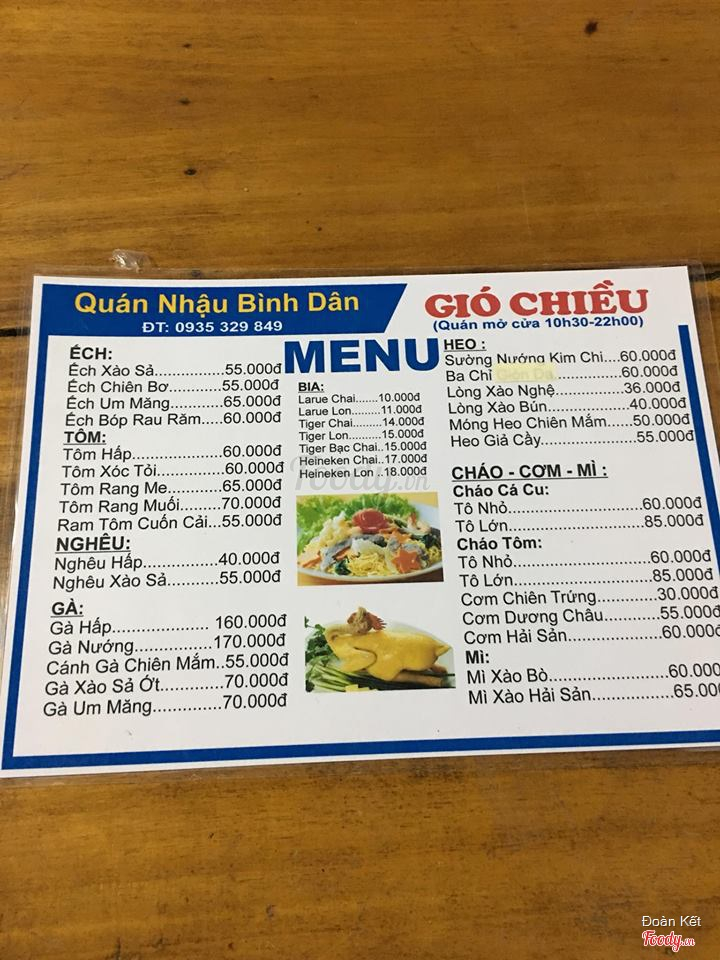 Quán Nhậu Bình Dân
ĐT: 0935 329 849
GIÓ CHIỀU
(Quán mở cửa 10h30-22h00)
MENU
ẾCH:
Ếch Xào Sả...............55.000đ
Ếch Chiên Bơ............55.000đ
Ếch Um Măng...........65.000đ
Ếch Bóp Rau Răm.....60.000đ
TÔM:
Tôm Hấp....................60.000đ
Tôm Xóc Tỏi...............60.000đ
Tôm Rang Me............65.000đ
Tôm Rang Muối.........70.000đ
Ram Tôm Cuốn Cải...55.000đ
NGHÊU:
Nghêu Hấp................40.000đ
Nghêu Xào Sả...........55.000đ
GÀ:
Gà Hấp.................... 160.000đ
Gà Nướng................170.000đ
Cánh Gà Chiên Mắm..55.000đ
Gà Xào Sả Ớt............70.000đ
Gà Um Măng..............70.000đ
BIA:
Larue Chai........10.000đ
Larue Lon.........11.000đ
Tiger Chai.........14.000đ
Tiger Lon..........15.000đ
Tiger Bạc Chai..15.000đ
Heineken Chai..17.000đ
Heineken Lon ..18.000đ
Foody.vn
HEO :
Sường Nướng Kim Chi...60.000đ
Ba Chỉ Giòn Da.............60.000đ
Lòng Xào Nghệ.............36.000đ
Lòng Xào Bún...............40.000đ
Móng Heo Chiên Mắm.....50.000đ
Heo Giả Cầy..................55.000đ
CHÁO - CƠM - MÌ :
Cháo Cá Cu:
Tô Nhỏ.........................60.000đ
Tô Lớn.........................85.000đ
Cháo Tôm:
Tô Nhỏ.........................60.000đ
Tô Lớn.........................85.000đ
Cơm Chiên Trứng...........30.000đ
Cơm Dương Châu...........55.000đ
Cơm Hải Sản.................60.000đ
Mì:
Mì Xào Bò.....................60.000
Mì Xào Hải Sản..............65.000
Đoàn Kết
Foody.vn